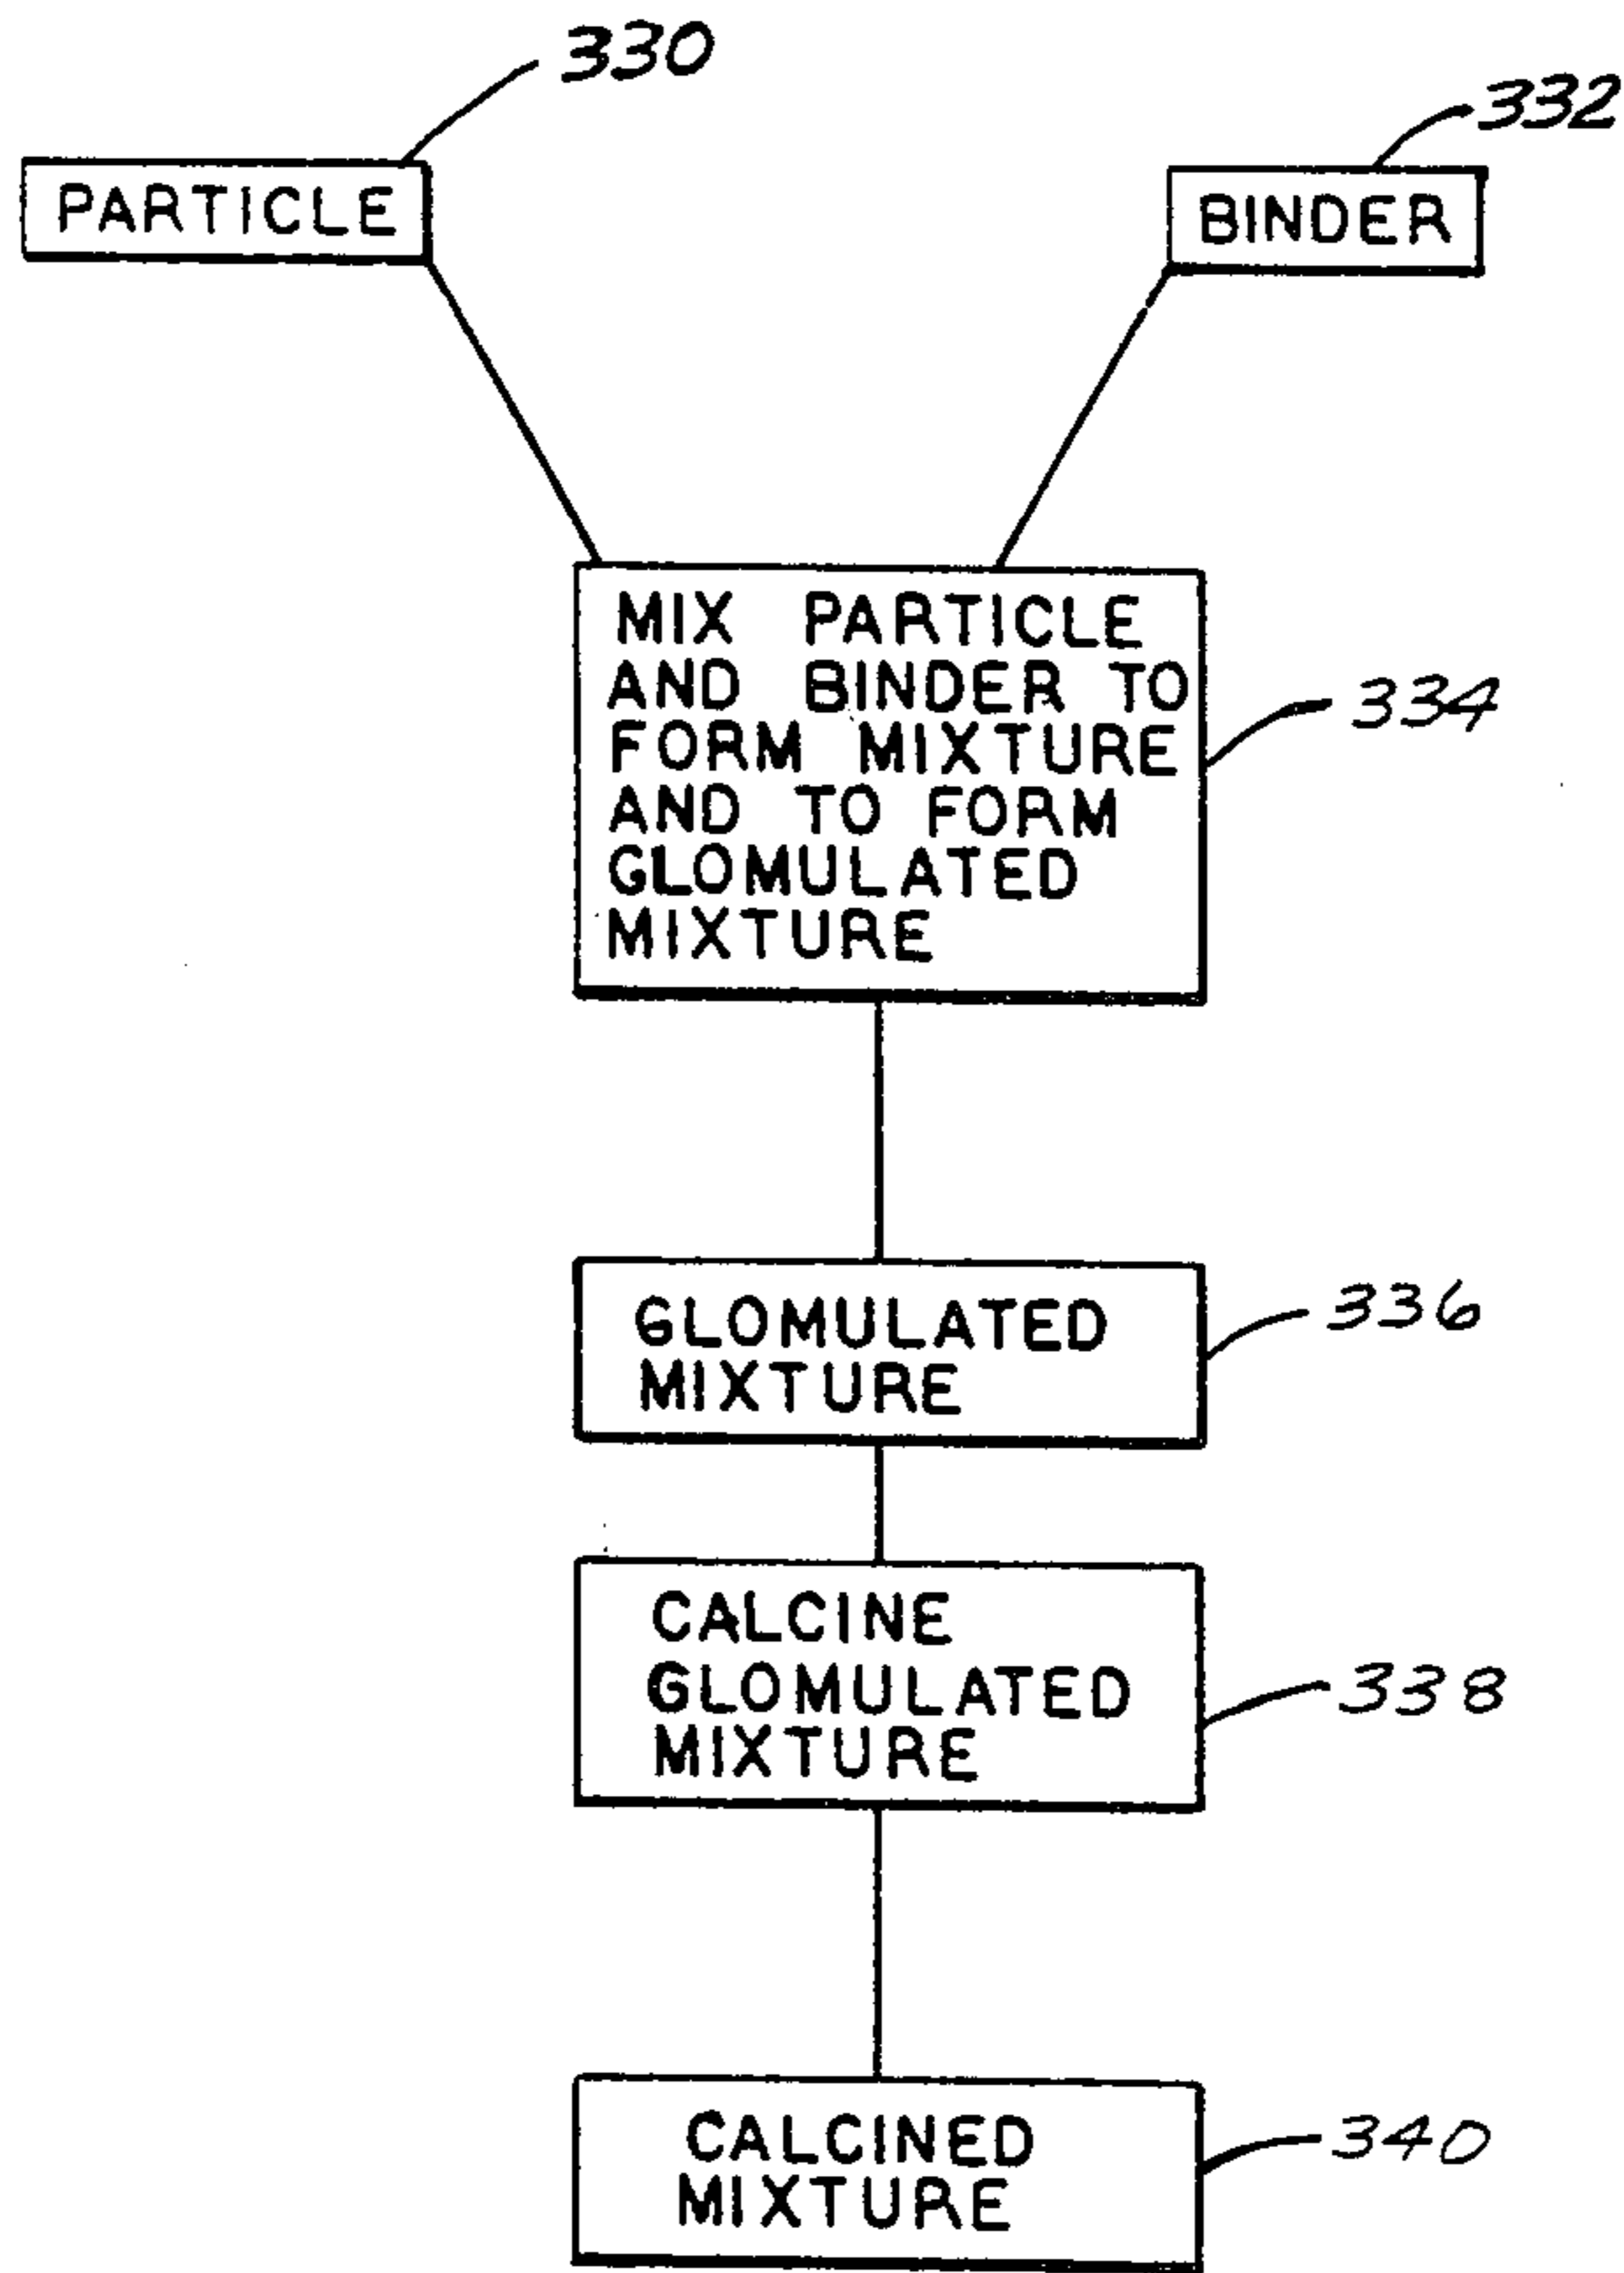 330
332
PARTICLE
BINDER
MIX PARTICLE
AND BINDER TO
FORM MIXTURE
AND TO FORM
GLOMULATED
MIXTURE
334
GLOMULATED
MIXTURE
336
CALCINE
GLOMULATED
MIXTURE
338
CALCINED
MIXTURE
340